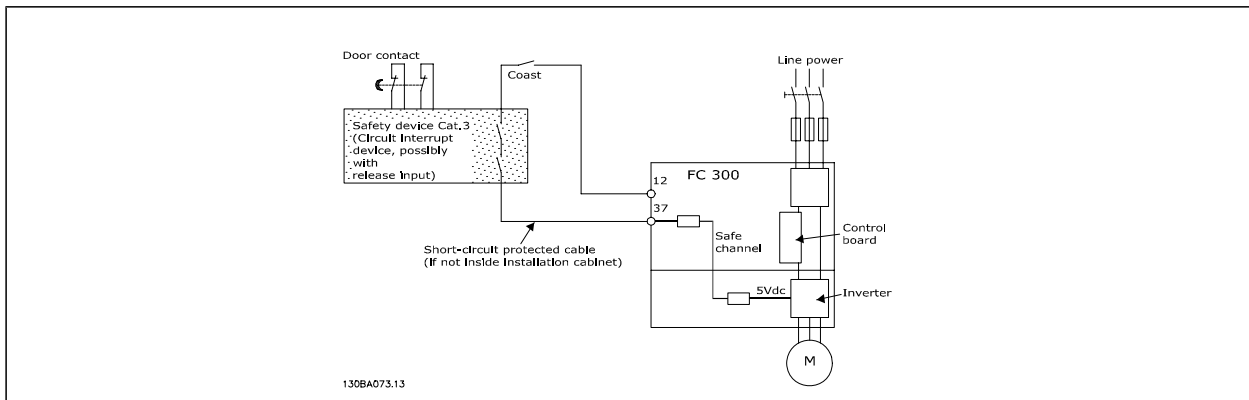 Door contact
Coast
Line power
Safety device Cat.3
(Circuit interrupt
device, possibly
with
release input)
12
FC 300
37
Safe
channel
Control
board
Short-circuit protected cable
(if not inside installation cabinet)
5Vdc
Inverter
M
130BA073.13